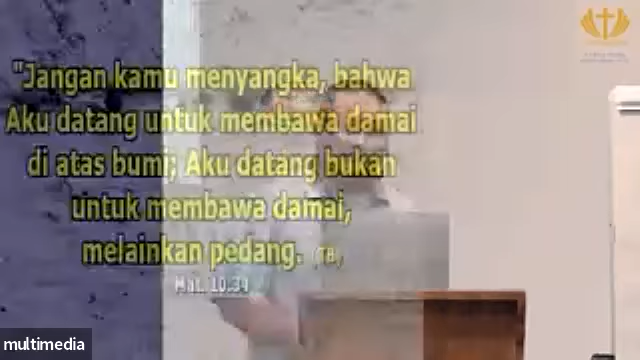 "Jangan kamu menyangka, bahwa
Aku datang untuk membawa damai
di atas bumi; Aku datang bukan
untuk membawa damai,
melainkan pedang. (TB)
Mat. 10:34
multimedia